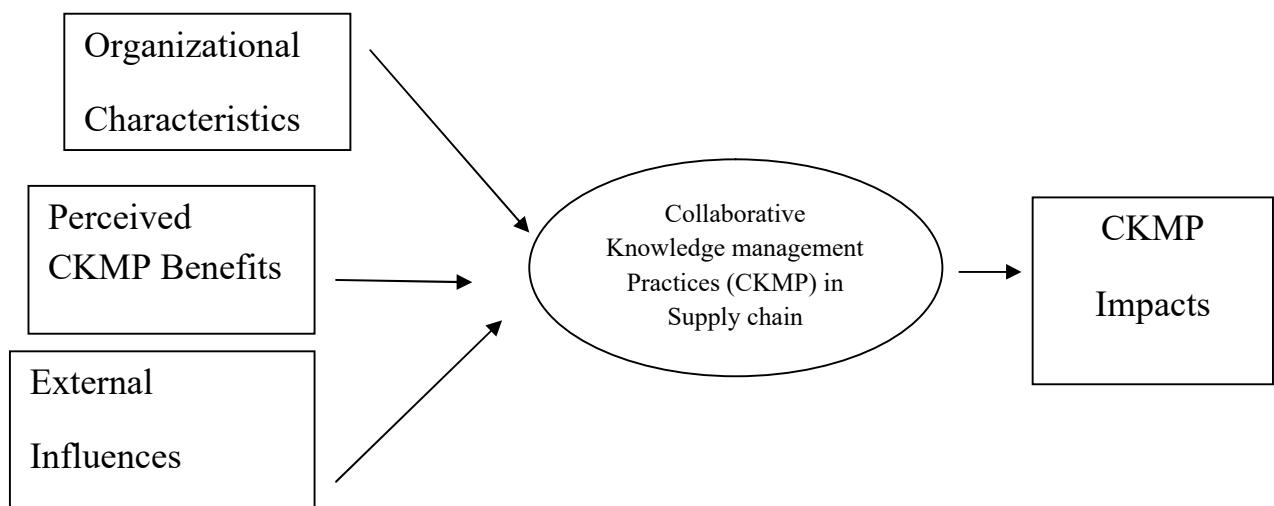 Organizational
Characteristics
Perceived
CKMP Benefits
External
Influences
Collaborative
Knowledge management
Practices (CKMP) in
Supply chain
CKMP
Impacts